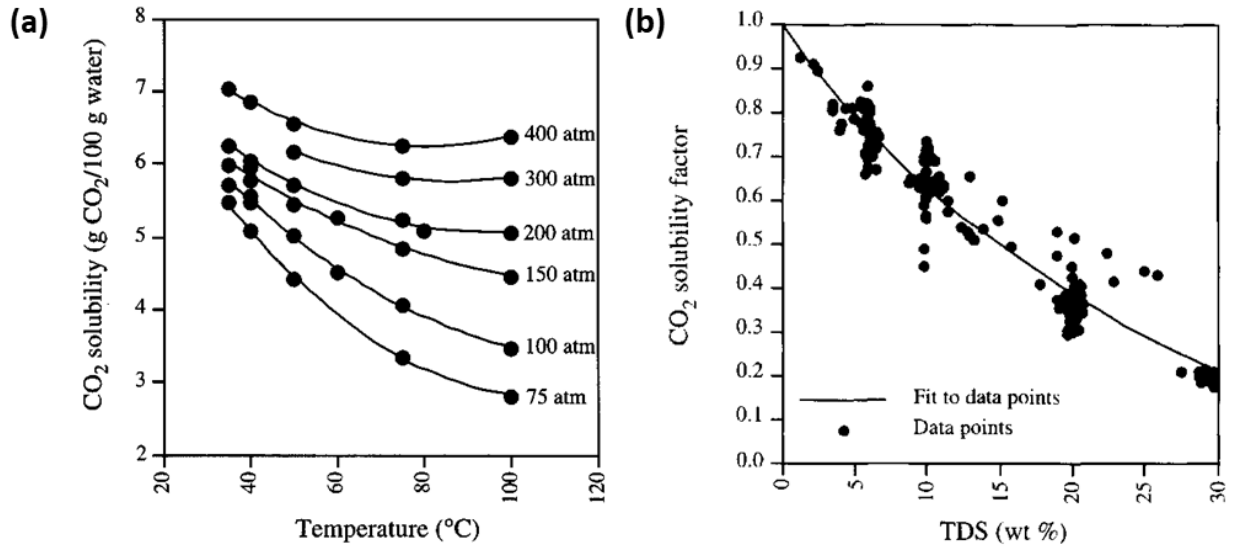 (a)
CO2 solubility (g CO2/100 g water)
8
7
6
5
4
3
2
400 atm
300 atm
200 atm
150 atm
100 atm
75 atm
20
40
60
80
100
120
Temperature (°C)
(b)
CO2 solubility factor
1.0
0.9
0.8
0.7
0.6
0.5
0.4
0.3
0.2
0.1
0.0
Fit to data points
Data points
0
5
10
15
20
25
30
TDS (wt %)